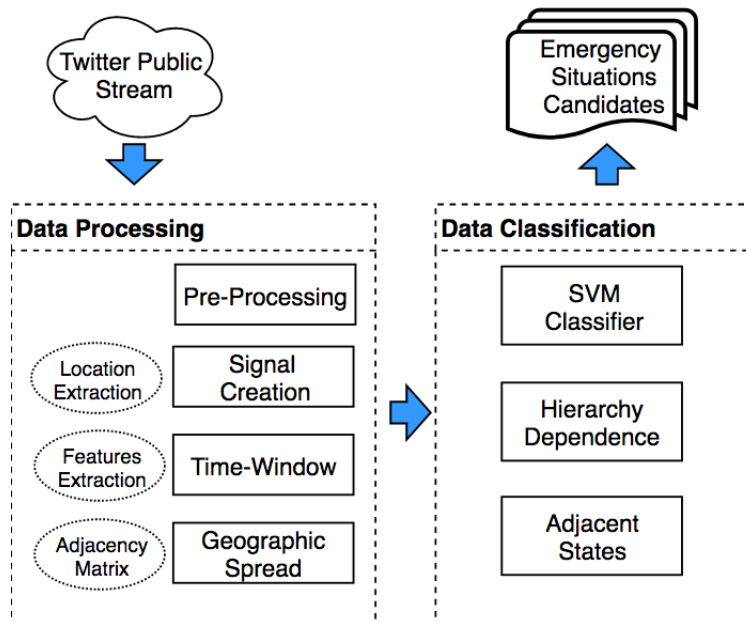 Twitter Public
Stream
Emergency
Situations
Candidates
Data Processing
Pre-Processing
Location
Extraction
Signal
Creation
Features
Extraction
Time-Window
Adjacency
Matrix
Geographic
Spread
Data Classification
SVM
Classifier
Hierarchy
Dependence
Adjacent
States